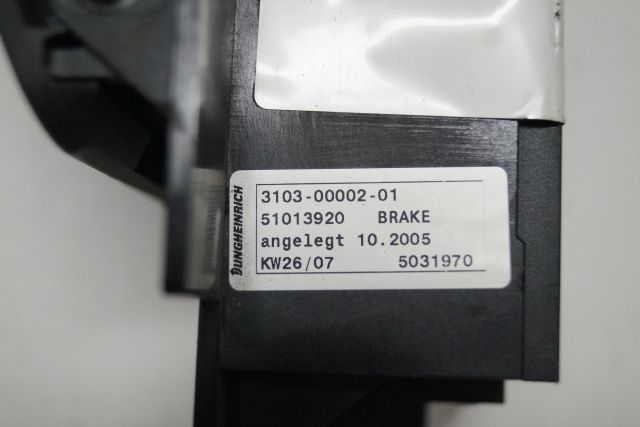 JUNGHEINRICH
3103-00002-01
51013920 BRAKE
angelegt 10.2005
KW26/07 5031970